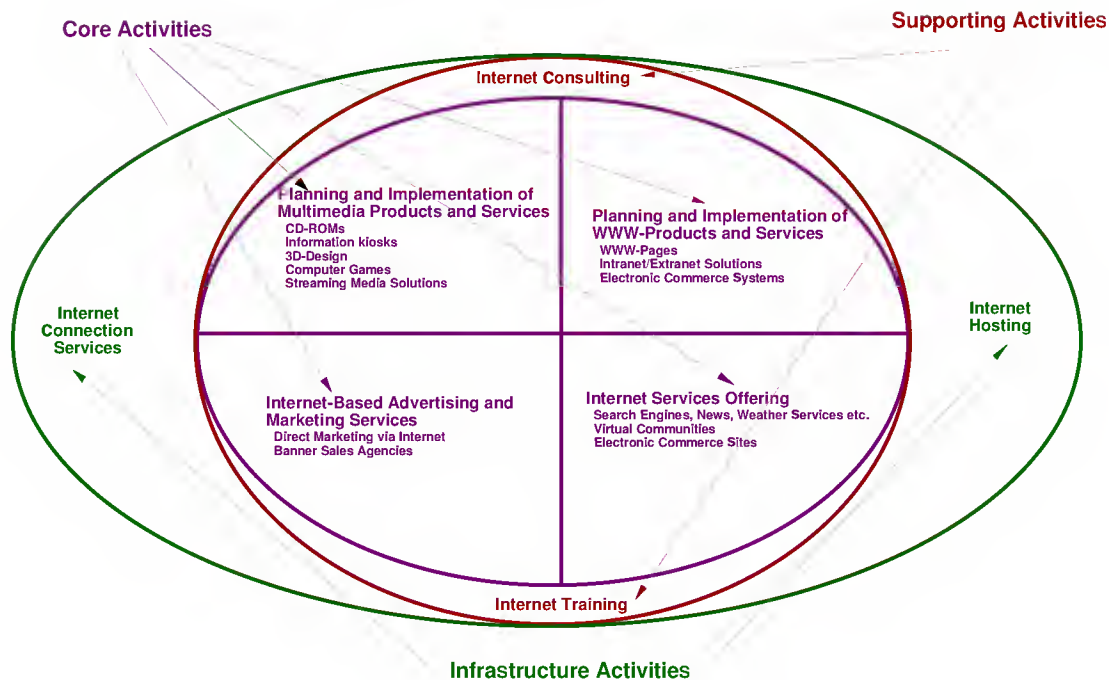 Core Activities
Supporting Activities
Internet Consulting
Planning and Implementation of
Multimedia Products and Services
CD-ROMs
Information kiosks
3D-Design
Computer Games
Streaming Media Solutions
Planning and Implementation of
WWW-Products and Services
WWW-Pages
Intranet/Extranet Solutions
Electronic Commerce Systems
Internet
Connection
Services
Internet
Hosting
Internet-Based Advertising and
Marketing Services
Direct Marketing via Internet
Banner Sales Agencies
Internet Services Offering
Search Engines, News, Weather Services etc.
Virtual Communities
Electronic Commerce Sites
Internet Training
Infrastructure Activities